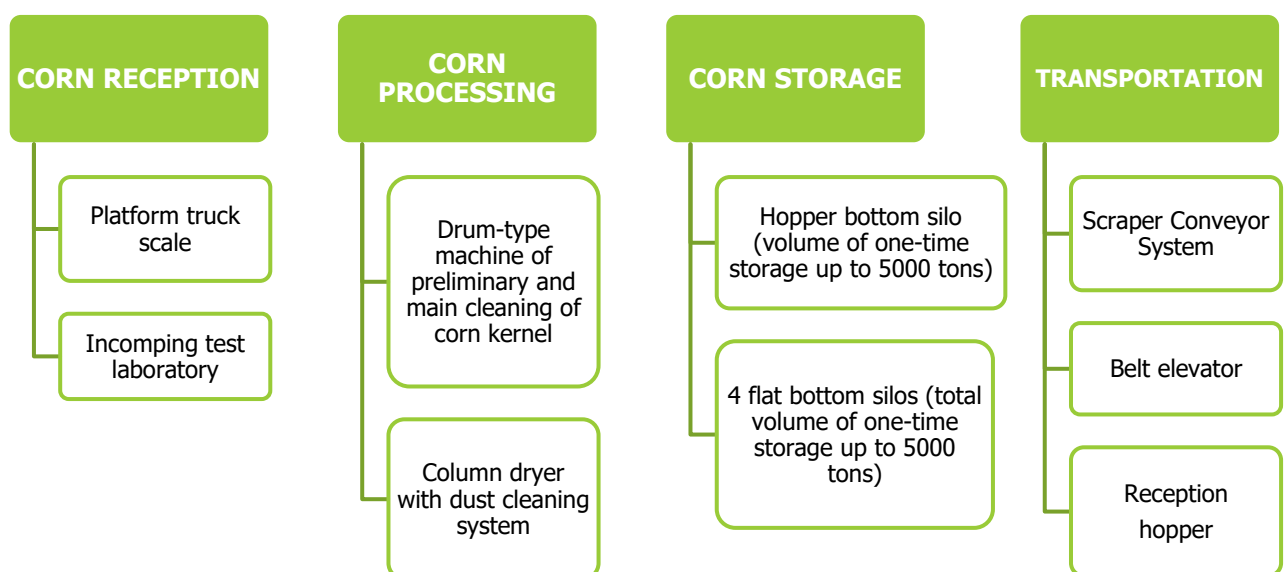 CORN RECEPTION
Platform truck
scale
Incomping test
laboratory
CORN
PROCESSING
Drum-type
machine of
preliminary and
main cleaning of
corn kernel
Column dryer
with dust cleaning
system
CORN STORAGE
Hopper bottom silo
(volume of one-time
storage up to 5000 tons)
4 flat bottom silos (total
volume of one-time
storage up to 5000
tons)
TRANSPORTATION
Scraper Conveyor
System
Belt elevator
Reception
hopper